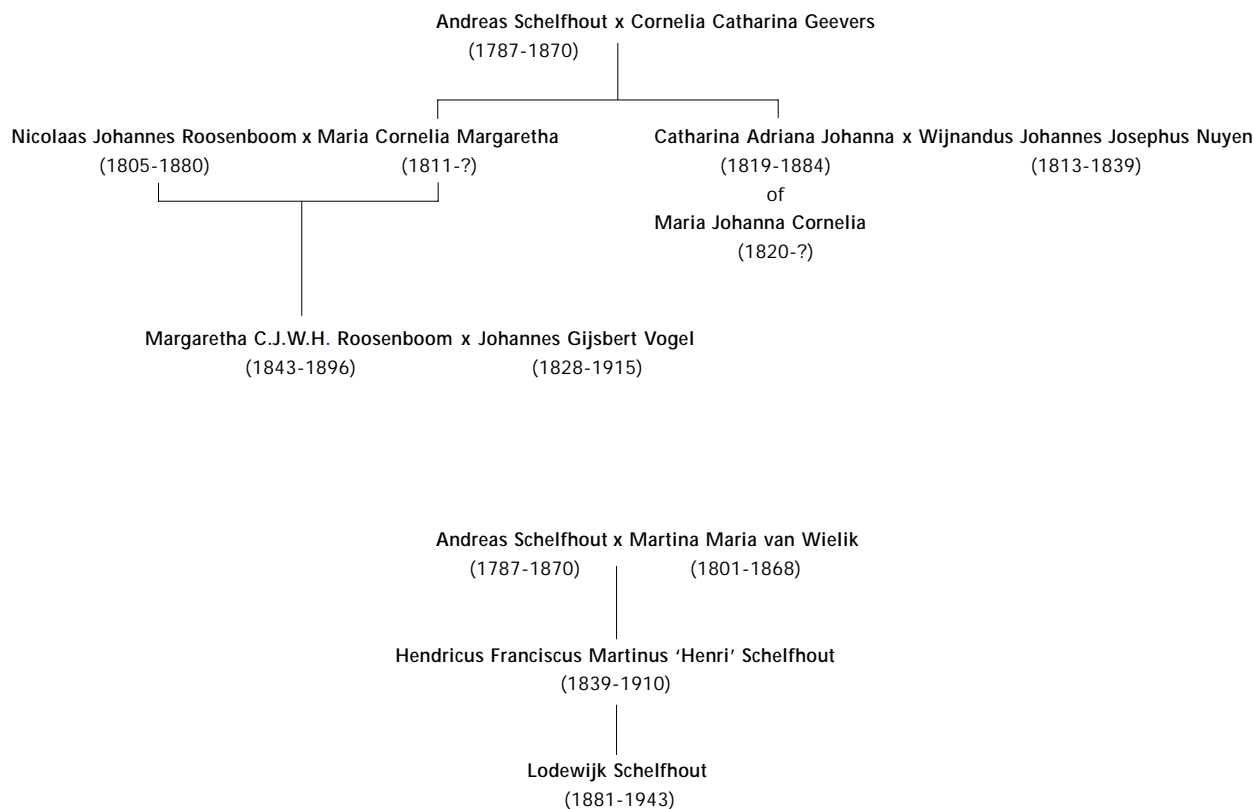 Andreas Schelfhout x Cornelia Catharina Geevers
(1787-1870)
Nicolaas Johannes Roosenboom x Maria Cornelia Margaretha
(1805-1880) (1811-?)
Catharina Adriana Johanna x Wijnandus Johannes Josephus Nuyen
(1819-1884) (1813-1839)
of
Maria Johanna Cornelia
(1820-?)
Margaretha C.J.W.H. Roosenboom x Johannes Gijsbert Vogel
(1843-1896) (1828-1915)
Andreas Schelfhout x Martina Maria van Wielik
(1787-1870) (1801-1868)
Hendricus Franciscus Martinus ‘Henri’ Schelfhout
(1839-1910)
Lodewijk Schelfhout
(1881-1943)